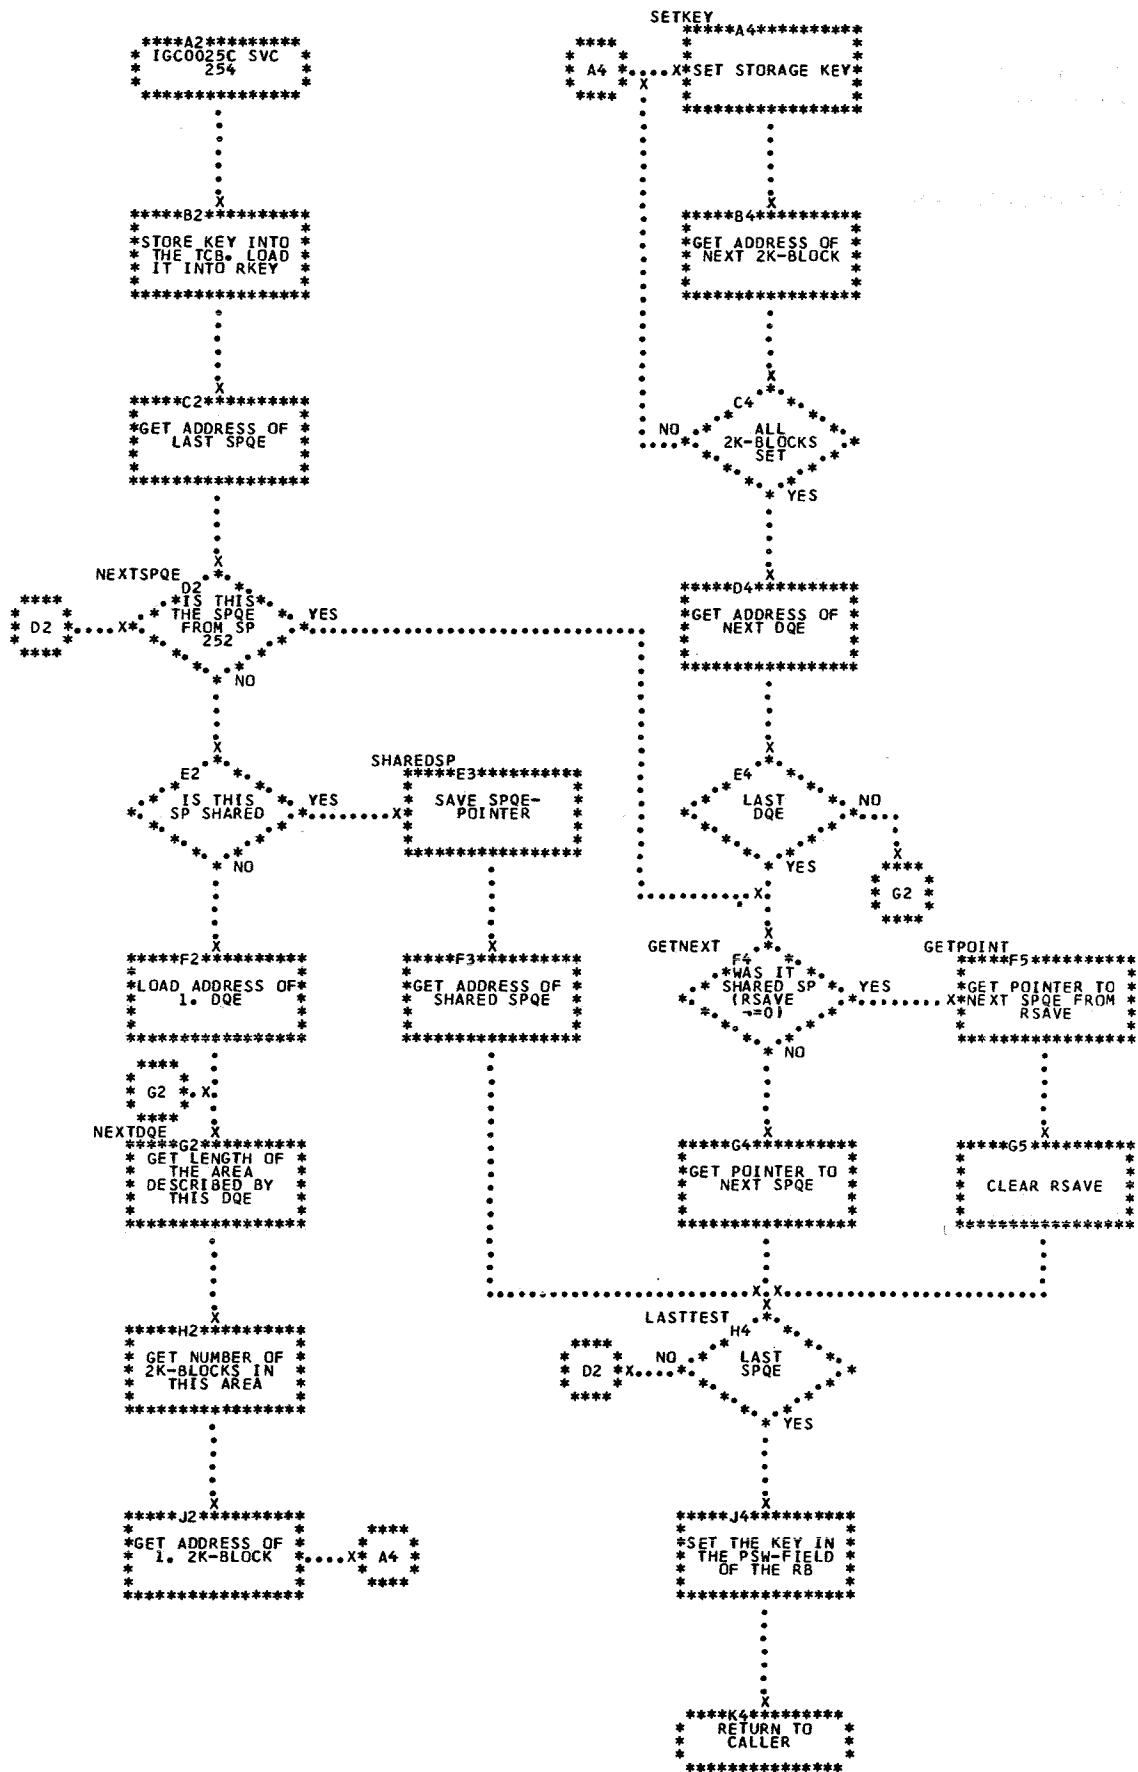 A2
IGC0025C SVC
254
B2
STORE KEY INTO
THE TCB. LOAD
IT INTO RKEY
C2
GET ADDRESS OF
LAST SPQE
NEXTSPQE
D2
D2
IS THIS
THE SPQE
FROM SP
252
YES
NO
E2
IS THIS
SP SHARED
YES
NO
SHAREDSP
E3
SAVE SPQE-
POINTER
F2
LOAD ADDRESS OF
1. DQE
F3
GET ADDRESS OF
SHARED SPQE
G2
NEXTDQE
G2
GET LENGTH OF
THE AREA
DESCRIBED BY
THIS DQE
H2
GET NUMBER OF
2K-BLOCKS IN
THIS AREA
J2
GET ADDRESS OF
1. 2K-BLOCK
A4
SETKEY
A4
A4
SET STORAGE KEY
B4
GET ADDRESS OF
NEXT 2K-BLOCK
C4
ALL
2K-BLOCKS
SET
NO
YES
D4
GET ADDRESS OF
NEXT DQE
E4
LAST
DQE
NO
YES
G2
GETNEXT
F4
WAS IT
SHARED SP
(RSAVE
¬=0)
YES
NO
GETPOINT
F5
GET POINTER TO
NEXT SPQE FROM
RSAVE
G4
GET POINTER TO
NEXT SPQE
G5
CLEAR RSAVE
LASTTEST
H4
LAST
SPQE
NO
D2
YES
J4
SET THE KEY IN
THE PSW-FIELD
OF THE RB
K4
RETURN TO
CALLER